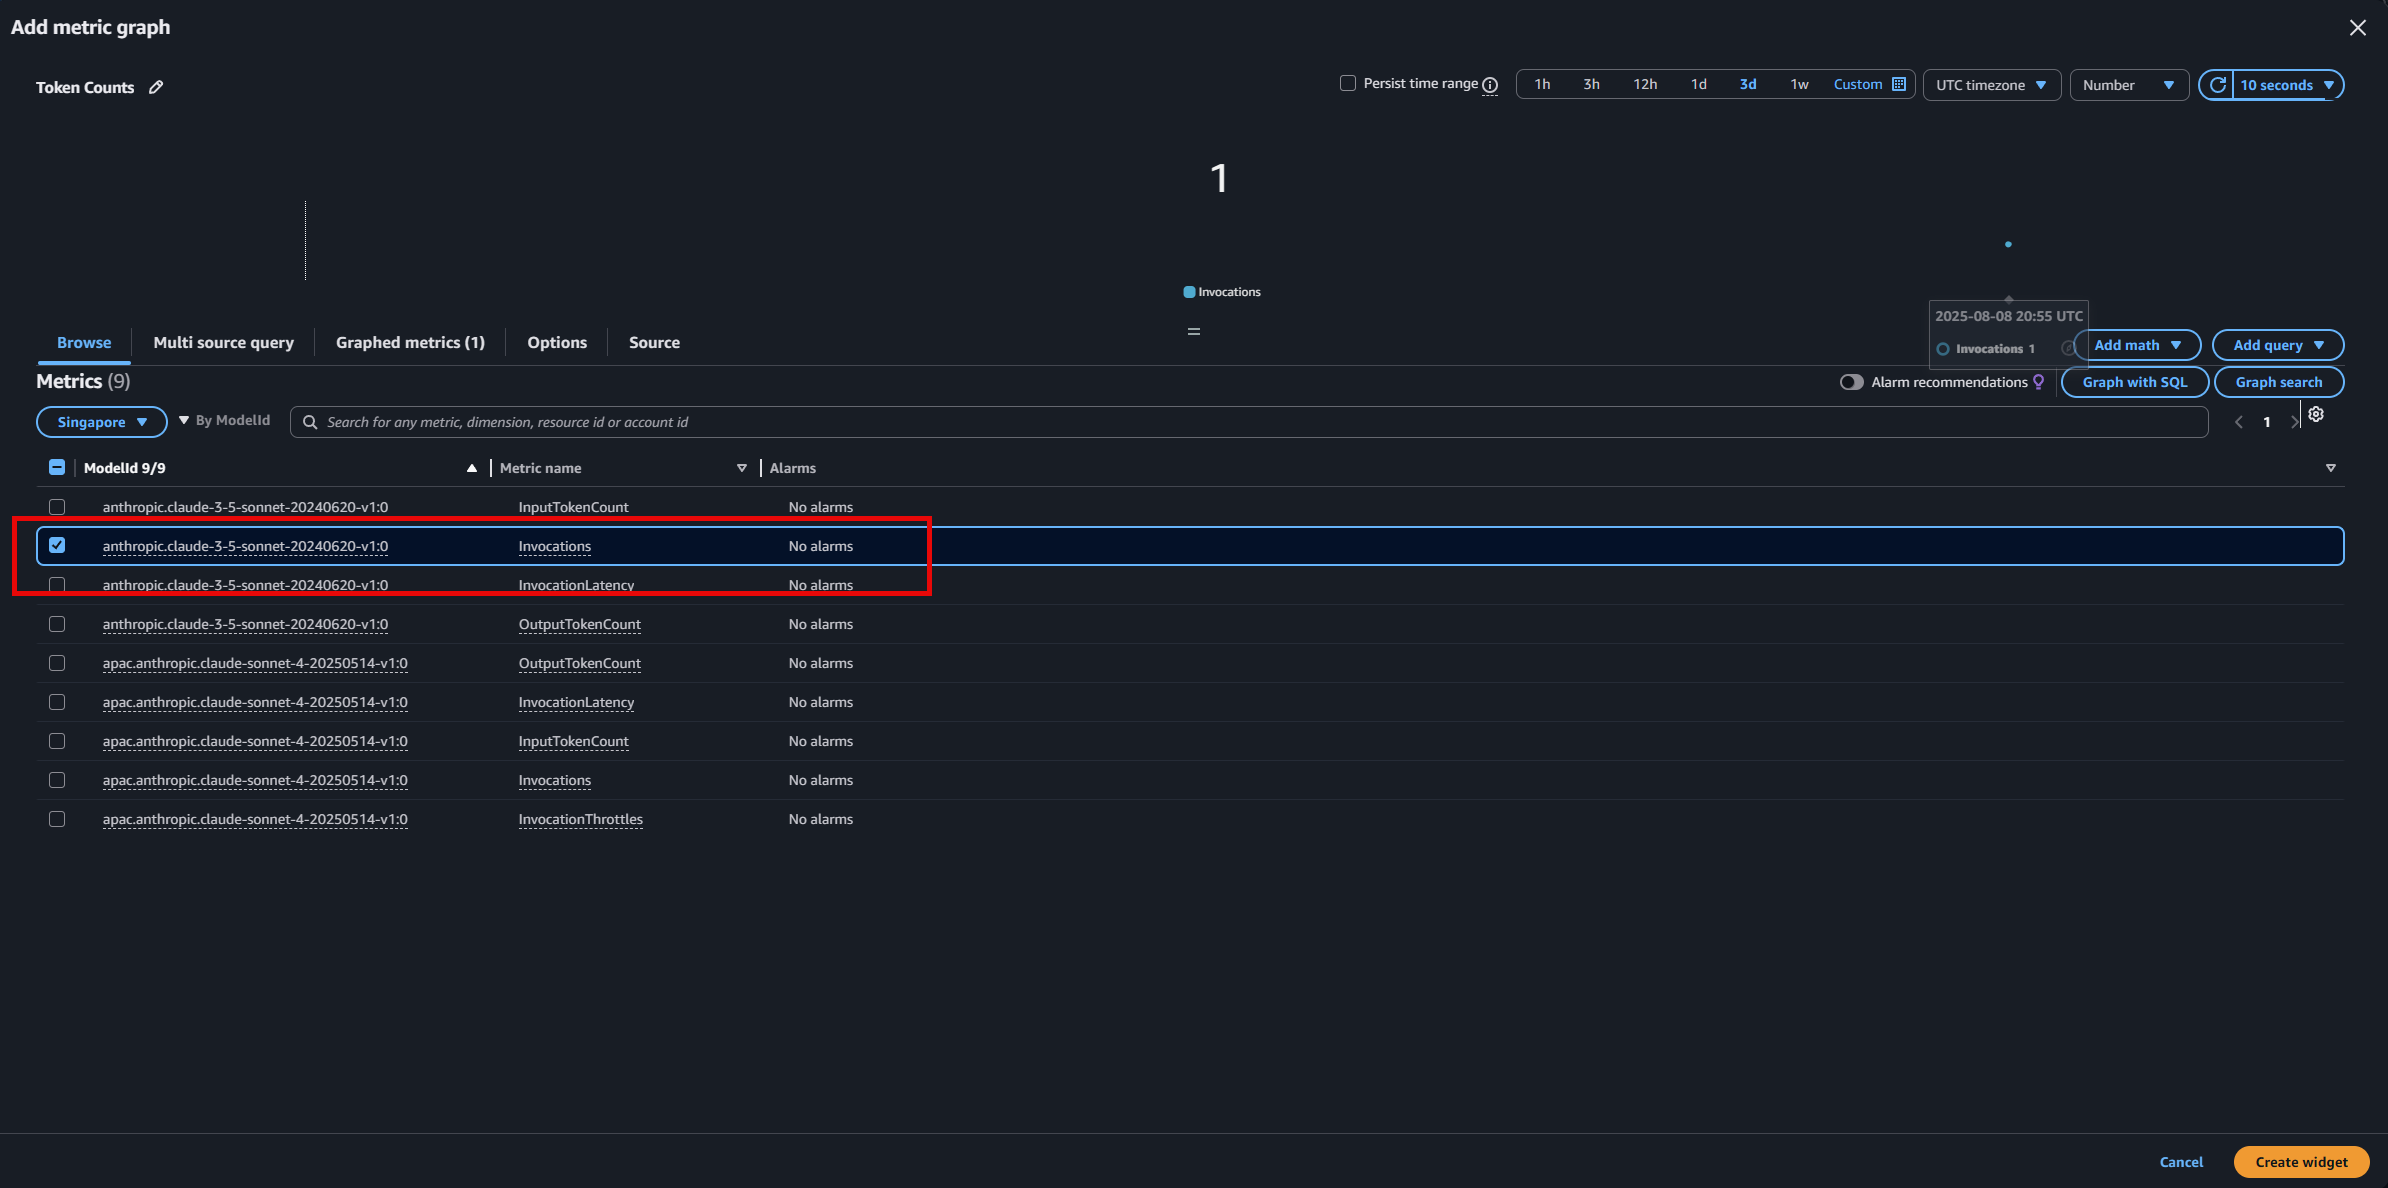 Add metric graph
Token Counts
Persist time range 1h 3h 12h 1d 3d 1w Custom UTC timezone Number 10 seconds
1
Invocations
2025-08-08 20:55 UTC
Invocations 1
Browse Multi source query Graphed metrics (1) Options Source Add math Add query
Metrics (9) Alarm recommendations Graph with SQL Graph search
Singapore By ModelId Search for any metric, dimension, resource id or account id 1
ModelId 9/9 Metric name Alarms
anthropic.claude-3-5-sonnet-20240620-v1:0 InputTokenCount No alarms
anthropic.claude-3-5-sonnet-20240620-v1:0 Invocations No alarms
anthropic.claude-3-5-sonnet-20240620-v1:0 InvocationLatency No alarms
anthropic.claude-3-5-sonnet-20240620-v1:0 OutputTokenCount No alarms
apac.anthropic.claude-sonnet-4-20250514-v1:0 OutputTokenCount No alarms
apac.anthropic.claude-sonnet-4-20250514-v1:0 InvocationLatency No alarms
apac.anthropic.claude-sonnet-4-20250514-v1:0 InputTokenCount No alarms
apac.anthropic.claude-sonnet-4-20250514-v1:0 Invocations No alarms
apac.anthropic.claude-sonnet-4-20250514-v1:0 InvocationThrottles No alarms
Cancel Create widget